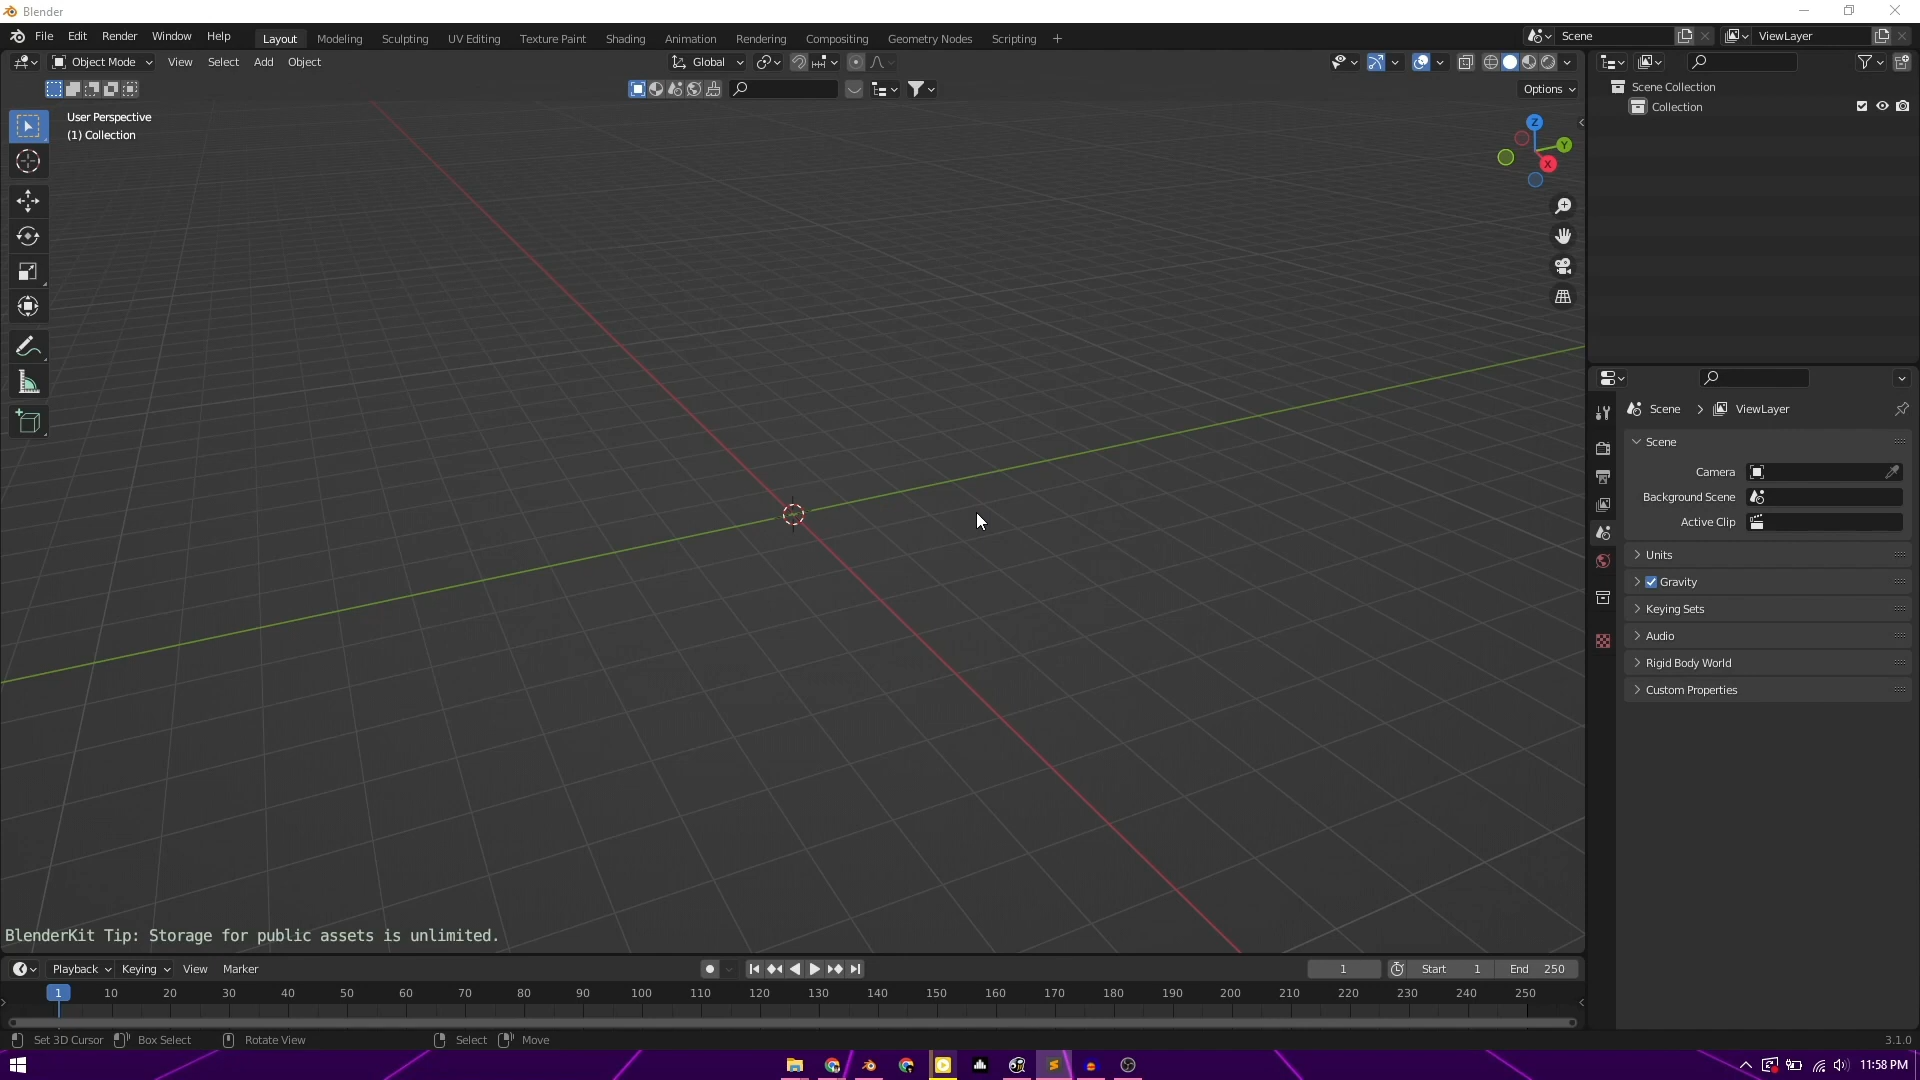 Blender
File Edit Render Window Help
Layout Modeling Sculpting UV Editing Texture Paint Shading Animation Rendering Compositing Geometry Nodes Scripting +
Scene
ViewLayer
Object Mode View Select Add Object
Global
Options
User Perspective
(1) Collection
Z
Y
X
Scene Collection
Collection
Scene > ViewLayer
Scene
Camera
Background Scene
Active Clip
Units
Gravity
Keying Sets
Audio
Rigid Body World
Custom Properties
BlenderKit Tip: Storage for public assets is unlimited.
Playback Keying View Marker
1 Start 1 End 250
1 10 20 30 40 50 60 70 80 90 100 110 120 130 140 150 160 170 180 190 200 210 220 230 240 250
Set 3D Cursor Box Select Rotate View Select Move
3.1.0
11:58 PM